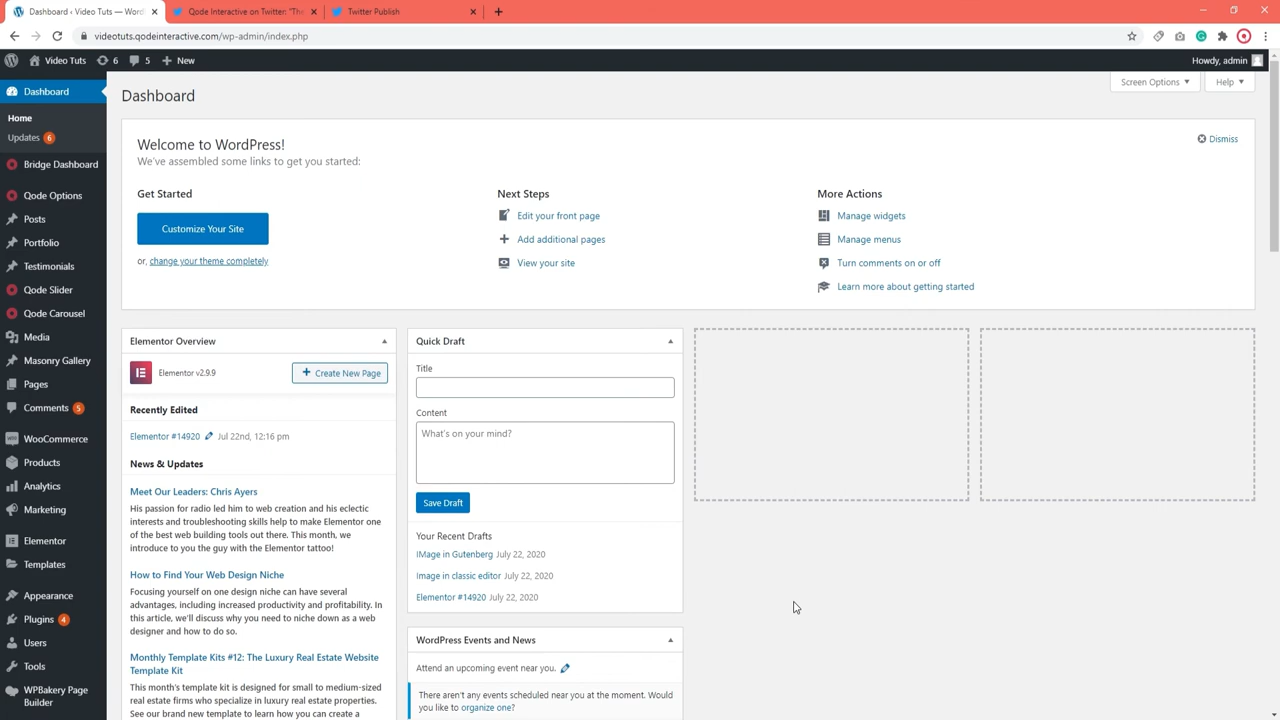 Dashboard ‹ Video Tuts — Wor
Qode Interactive on Twitter: "The
Twitter Publish
videotuts.qodeinteractive.com/wp-admin/index.php
Video Tuts
6
5
New
Howdy, admin
Dashboard
Home
Updates 6
Bridge Dashboard
Qode Options
Posts
Portfolio
Testimonials
Qode Slider
Qode Carousel
Media
Masonry Gallery
Pages
Comments 5
WooCommerce
Products
Analytics
Marketing
Elementor
Templates
Appearance
Plugins 4
Users
Tools
WPBakery Page
Builder
Screen Options
Help
Dashboard
Welcome to WordPress!
We've assembled some links to get you started:
Dismiss
Get Started
Customize Your Site
or, change your theme completely
Next Steps
Edit your front page
Add additional pages
View your site
More Actions
Manage widgets
Manage menus
Turn comments on or off
Learn more about getting started
Elementor Overview
Elementor v2.9.9
Create New Page
Recently Edited
Elementor #14920 Jul 22nd, 12:16 pm
News & Updates
Meet Our Leaders: Chris Ayers
His passion for radio led him to web creation and his eclectic
interests and troubleshooting skills help to make Elementor one
of the best web building tools out there. This month, we
introduce to you the guy with the Elementor tattoo!
How to Find Your Web Design Niche
Focusing yourself on one design niche can have several
advantages, including increased productivity and profitability. In
this article, we'll discuss why you need to niche down as a web
designer and how to do so.
Monthly Template Kits #12: The Luxury Real Estate Website
Template Kit
This month's template kit is designed for small to medium-sized
real estate firms who specialize in luxury real estate properties.
See our brand new template to learn how you can create a
Quick Draft
Title
Content
What's on your mind?
Save Draft
Your Recent Drafts
IMage in Gutenberg July 22, 2020
Image in classic editor July 22, 2020
Elementor #14920 July 22, 2020
WordPress Events and News
Attend an upcoming event near you.
There aren't any events scheduled near you at the moment. Would
you like to organize one?